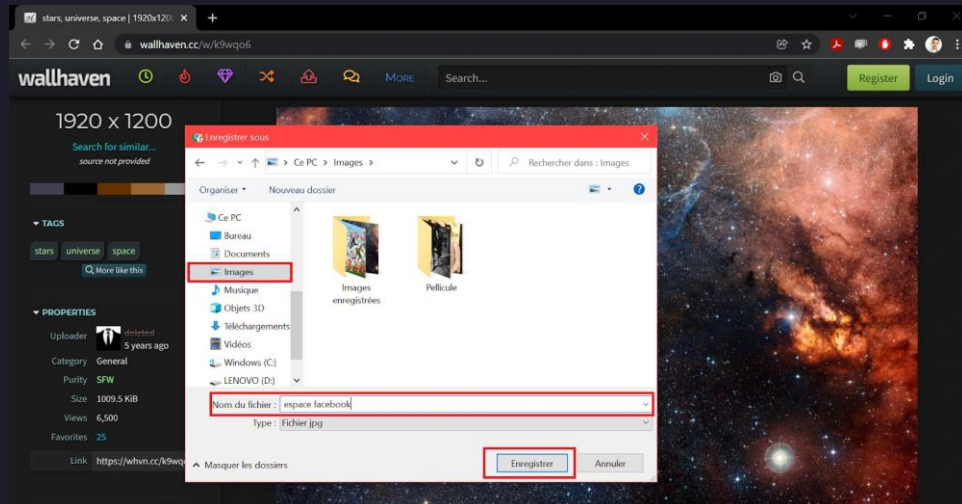 stars, universe, space | 1920x120
wallhaven.cc/w/k9wqo6
wallhaven MORE Search... Register Login
1920 x 1200
Search for similar...
source not provided
TAGS
stars universe space
More like this
PROPERTIES
Uploader deleted
5 years ago
Category General
Purity SFW
Size 1009.5 KiB
Views 6,500
Favorites 25
Link https://whvn.cc/k9wq
Enregistrer sous
Ce PC > Images > Rechercher dans : Images
Organiser Nouveau dossier
Ce PC
Bureau
Documents
Images
Musique
Objets 3D
Téléchargements
Vidéos
Windows (C:)
LENOVO (D:)
Images
enregistrées
Pellicule
Nom du fichier : espace facebook
Type : Fichier jpg
Masquer les dossiers Enregistrer Annuler